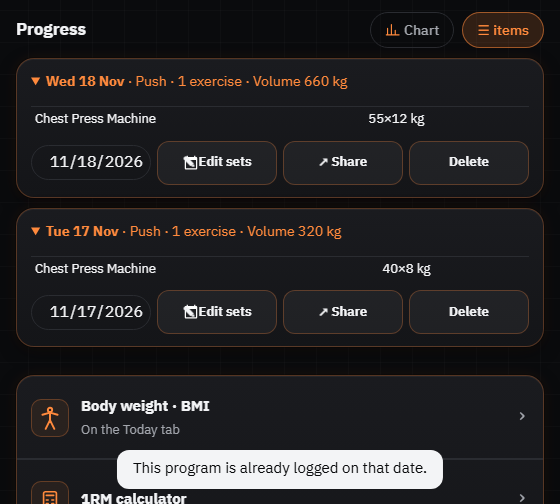 Progress
Chart
☰ items
▼ Wed 18 Nov · Push · 1 exercise · Volume 660 kg
Chest Press Machine 55×12 kg
11/18/2026 Edit sets ↗ Share Delete
▼ Tue 17 Nov · Push · 1 exercise · Volume 320 kg
Chest Press Machine 40×8 kg
11/17/2026 Edit sets ↗ Share Delete
Body weight · BMI
On the Today tab
This program is already logged on that date.
1RM calculator